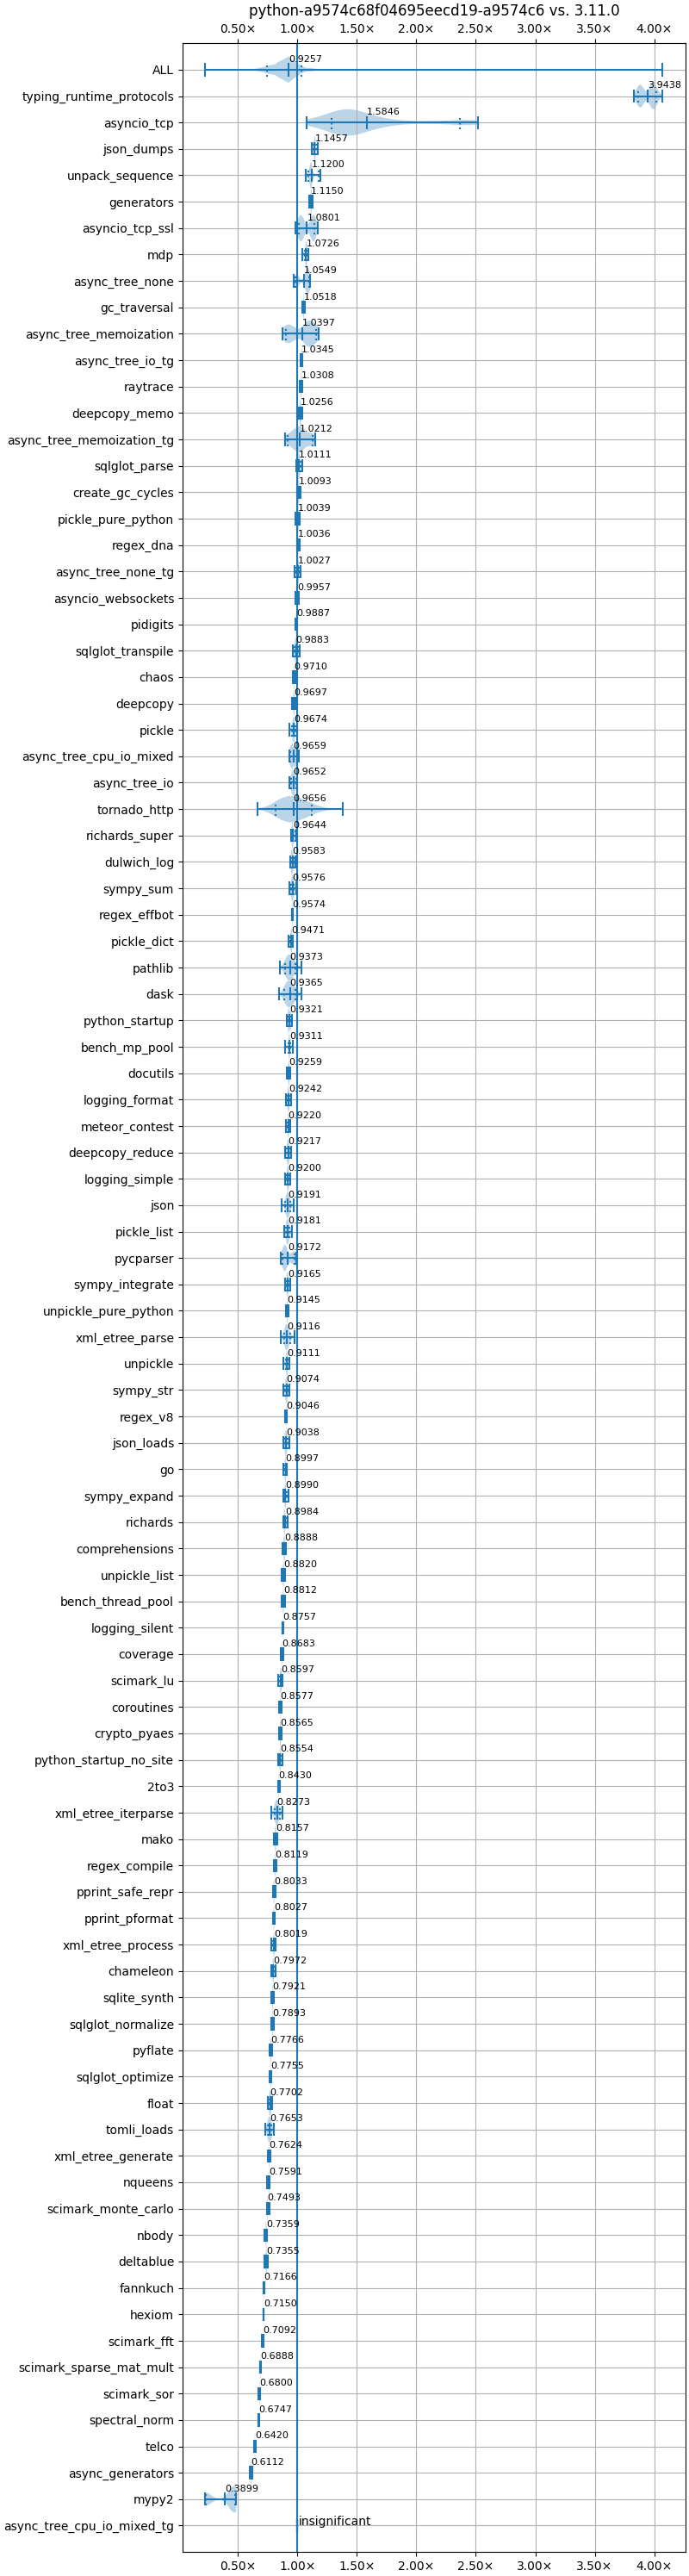 python-a9574c68f04695eecd19-a9574c6 vs. 3.11.0
0.50× 1.00× 1.50× 2.00× 2.50× 3.00× 3.50× 4.00×
ALL 0.9257
typing_runtime_protocols 3.9438
asyncio_tcp 1.5846
json_dumps 1.1457
unpack_sequence 1.1200
generators 1.1150
asyncio_tcp_ssl 1.0801
mdp 1.0726
async_tree_none 1.0549
gc_traversal 1.0518
async_tree_memoization 1.0397
async_tree_io_tg 1.0345
raytrace 1.0308
deepcopy_memo 1.0256
async_tree_memoization_tg 1.0212
sqlglot_parse 1.0111
create_gc_cycles 1.0093
pickle_pure_python 1.0039
regex_dna 1.0036
async_tree_none_tg 1.0027
asyncio_websockets 0.9957
pidigits 0.9887
sqlglot_transpile 0.9883
chaos 0.9710
deepcopy 0.9697
pickle 0.9674
async_tree_cpu_io_mixed 0.9659
async_tree_io 0.9652
tornado_http 0.9656
richards_super 0.9644
dulwich_log 0.9583
sympy_sum 0.9576
regex_effbot 0.9574
pickle_dict 0.9471
pathlib 0.9373
dask 0.9365
python_startup 0.9321
bench_mp_pool 0.9311
docutils 0.9259
logging_format 0.9242
meteor_contest 0.9220
deepcopy_reduce 0.9217
logging_simple 0.9200
json 0.9191
pickle_list 0.9181
pycparser 0.9172
sympy_integrate 0.9165
unpickle_pure_python 0.9145
xml_etree_parse 0.9116
unpickle 0.9111
sympy_str 0.9074
regex_v8 0.9046
json_loads 0.9038
go 0.8997
sympy_expand 0.8990
richards 0.8984
comprehensions 0.8888
unpickle_list 0.8820
bench_thread_pool 0.8812
logging_silent 0.8757
coverage 0.8683
scimark_lu 0.8597
coroutines 0.8577
crypto_pyaes 0.8565
python_startup_no_site 0.8554
2to3 0.8430
xml_etree_iterparse 0.8273
mako 0.8157
regex_compile 0.8119
pprint_safe_repr 0.8033
pprint_pformat 0.8027
xml_etree_process 0.8019
chameleon 0.7972
sqlite_synth 0.7921
sqlglot_normalize 0.7893
pyflate 0.7766
sqlglot_optimize 0.7755
float 0.7702
tomli_loads 0.7653
xml_etree_generate 0.7624
nqueens 0.7591
scimark_monte_carlo 0.7493
nbody 0.7359
deltablue 0.7355
fannkuch 0.7166
hexiom 0.7150
scimark_fft 0.7092
scimark_sparse_mat_mult 0.6888
scimark_sor 0.6800
spectral_norm 0.6747
telco 0.6420
async_generators 0.6112
mypy2 0.3899
async_tree_cpu_io_mixed_tg insignificant
0.50× 1.00× 1.50× 2.00× 2.50× 3.00× 3.50× 4.00×